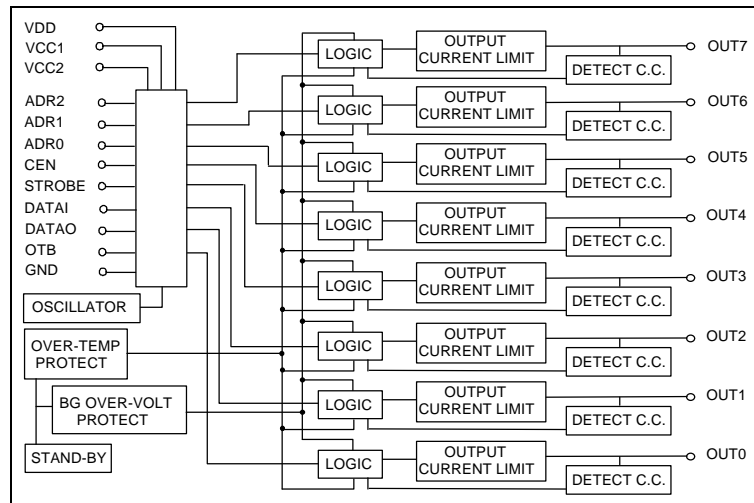 VDD
VCC1
VCC2
ADR2
ADR1
ADR0
CEN
STROBE
DATAI
DATAO
OTB
GND
OSCILLATOR
OVER-TEMP
PROTECT
BG OVER-VOLT
PROTECT
STAND-BY
LOGIC
OUTPUT
CURRENT LIMIT
DETECT C.C.
OUT7
LOGIC
OUTPUT
CURRENT LIMIT
DETECT C.C.
OUT6
LOGIC
OUTPUT
CURRENT LIMIT
DETECT C.C.
OUT5
LOGIC
OUTPUT
CURRENT LIMIT
DETECT C.C.
OUT4
LOGIC
OUTPUT
CURRENT LIMIT
DETECT C.C.
OUT3
LOGIC
OUTPUT
CURRENT LIMIT
DETECT C.C.
OUT2
LOGIC
OUTPUT
CURRENT LIMIT
DETECT C.C.
OUT1
LOGIC
OUTPUT
CURRENT LIMIT
DETECT C.C.
OUT0